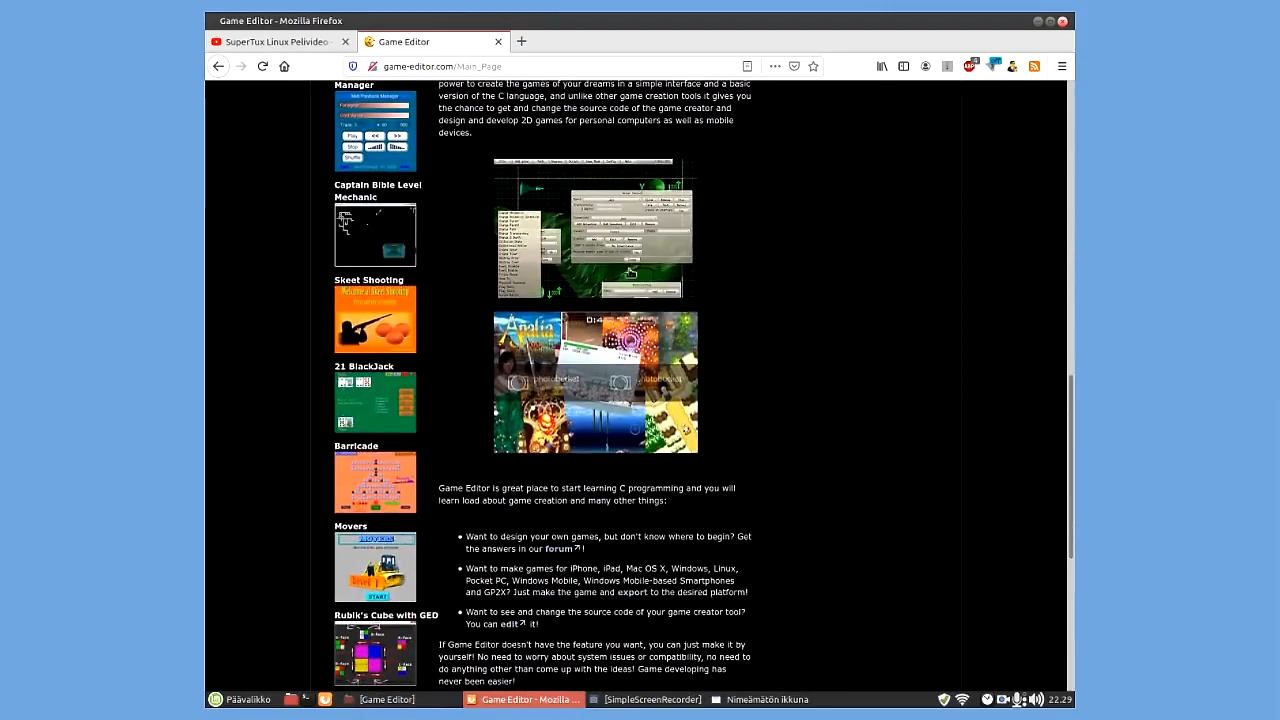 Game Editor - Mozilla Firefox
SuperTux Linux Pelivideo
Game Editor
game-editor.com/Main_Page
Manager
Play
<<
>>
Stop
Shuffle
Captain Bible Level
Mechanic
Skeet Shooting
Welcome at Skeet Shooting
21 BlackJack
Barricade
Movers
MOVERS
START
Rubik's Cube with GED
power to create the games of your dreams in a simple interface and a basic
version of the C language, and unlike other game creation tools it gives you
the chance to get and change the source code of the game creator and
design and develop 2D games for personal computers as well as mobile
devices.
photobucket
photobucket
Game Editor is great place to start learning C programming and you will
learn load about game creation and many other things:
Want to design your own games, but don't know where to begin? Get
the answers in our forum !
Want to make games for iPhone, iPad, Mac OS X, Windows, Linux,
Pocket PC, Windows Mobile, Windows Mobile-based Smartphones
and GP2X? Just make the game and export to the desired platform!
Want to see and change the source code of your game creator tool?
You can edit it!
If Game Editor doesn't have the feature you want, you can just make it by
yourself! No need to worry about system issues or compatibility, no need to
do anything other than come up with the ideas! Game developing has
never been easier!
Päävalikko
[Game Editor]
Game Editor - Mozilla ...
[SimpleScreenRecorder]
Nimeämätön ikkuna
22.29